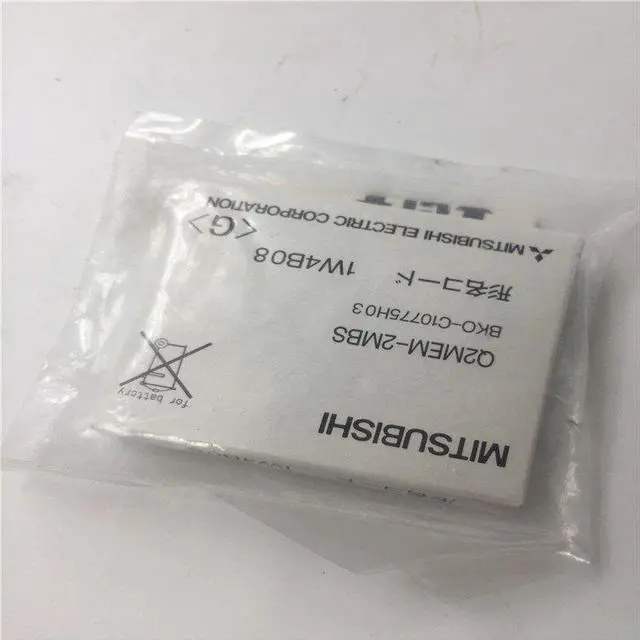 MITSUBISHI
for battery
Q2MEM-2MBS
BKO-C10775H03
形名コード 1W4B08
<G>
MITSUBISHI ELECTRIC CORPORATION